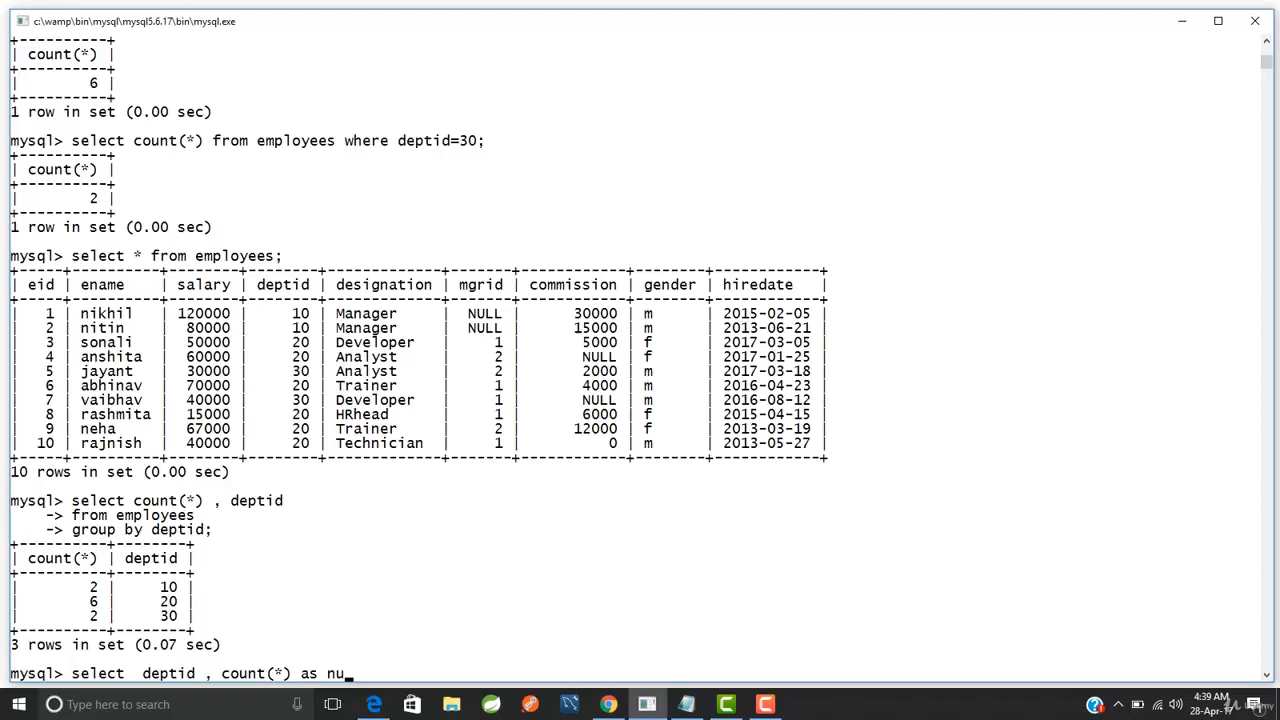 c:\wamp\bin\mysql\mysql5.6.17\bin\mysql.exe
+----------+
| count(*) |
+----------+
|        6 |
+----------+
1 row in set (0.00 sec)
mysql> select count(*) from employees where deptid=30;
+----------+
| count(*) |
+----------+
|        2 |
+----------+
1 row in set (0.00 sec)
mysql> select * from employees;
+-----+----------+--------+--------+-------------+-------+------------+--------+------------+
| eid | ename    | salary | deptid | designation | mgrid | commission | gender | hiredate   |
+-----+----------+--------+--------+-------------+-------+------------+--------+------------+
|   1 | nikhil   | 120000 |     10 | Manager     |  NULL |      30000 | m      | 2015-02-05 |
|   2 | nitin    |  80000 |     10 | Manager     |  NULL |      15000 | m      | 2013-06-21 |
|   3 | sonali   |  50000 |     20 | Developer   |     1 |       5000 | f      | 2017-03-05 |
|   4 | anshita  |  60000 |     20 | Analyst     |     2 |       NULL | f      | 2017-01-25 |
|   5 | jayant   |  30000 |     30 | Analyst     |     2 |       2000 | m      | 2017-03-18 |
|   6 | abhinav  |  70000 |     20 | Trainer     |     1 |       4000 | m      | 2016-04-23 |
|   7 | vaibhav  |  40000 |     30 | Developer   |     1 |       NULL | m      | 2016-08-12 |
|   8 | rashmita |  15000 |     20 | HRhead      |     1 |       6000 | f      | 2015-04-15 |
|   9 | neha     |  67000 |     20 | Trainer     |     2 |      12000 | f      | 2013-03-19 |
|  10 | rajnish  |  40000 |     20 | Technician  |     1 |          0 | m      | 2013-05-27 |
+-----+----------+--------+--------+-------------+-------+------------+--------+------------+
10 rows in set (0.00 sec)
mysql> select count(*) , deptid
    -> from employees
    -> group by deptid;
+----------+--------+
| count(*) | deptid |
+----------+--------+
|        2 |     10 |
|        6 |     20 |
|        2 |     30 |
+----------+--------+
3 rows in set (0.07 sec)
mysql> select  deptid , count(*) as nu_
Type here to search
4:39 AM
28-Apr-17